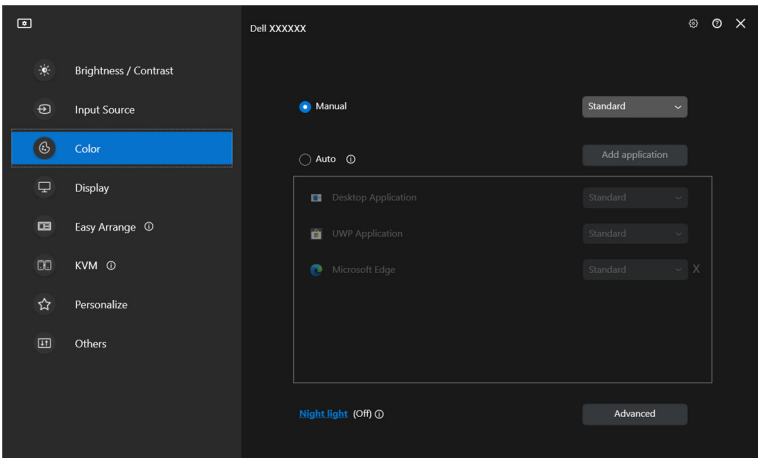 Dell XXXXXX
Brightness / Contrast
Input Source
Color
Display
Easy Arrange
KVM
Personalize
Others
Manual
Standard
Auto
Add application
Desktop Application
Standard
UWP Application
Standard
Microsoft Edge
Standard
X
Night light (Off)
Advanced